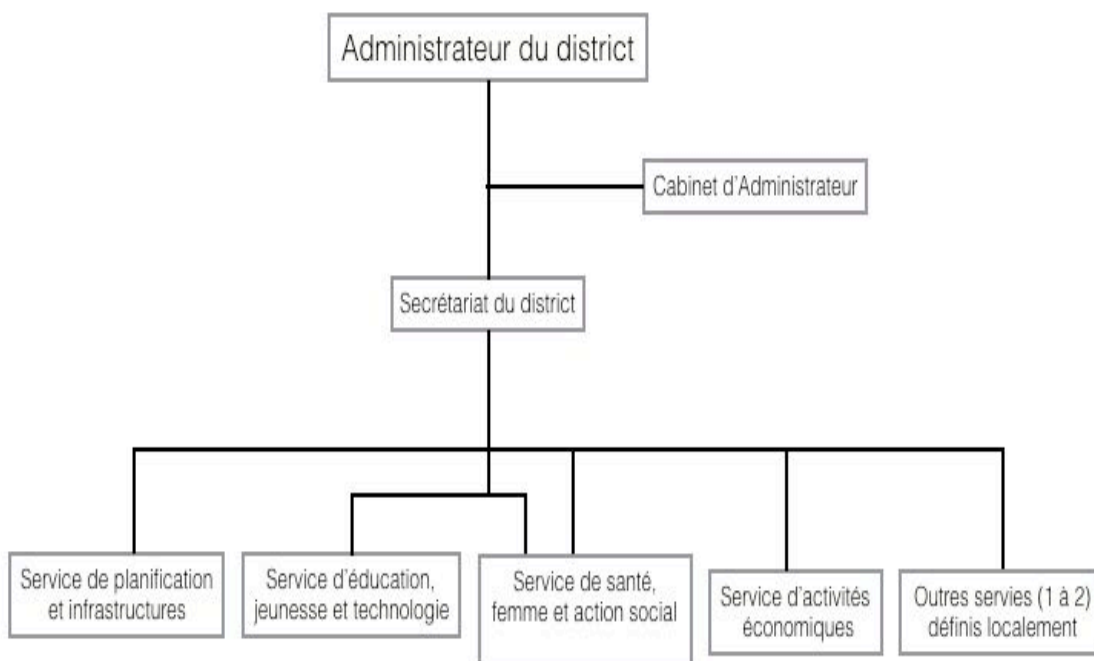 Administrateur du district
Cabinet d'Administrateur
Secrétariat du district
Service de planification
et infrastructures
Service d'éducation,
jeunesse et technologie
Service de santé,
femme et action social
Service d'activités
économiques
Outres servies (1 à 2)
définis localement